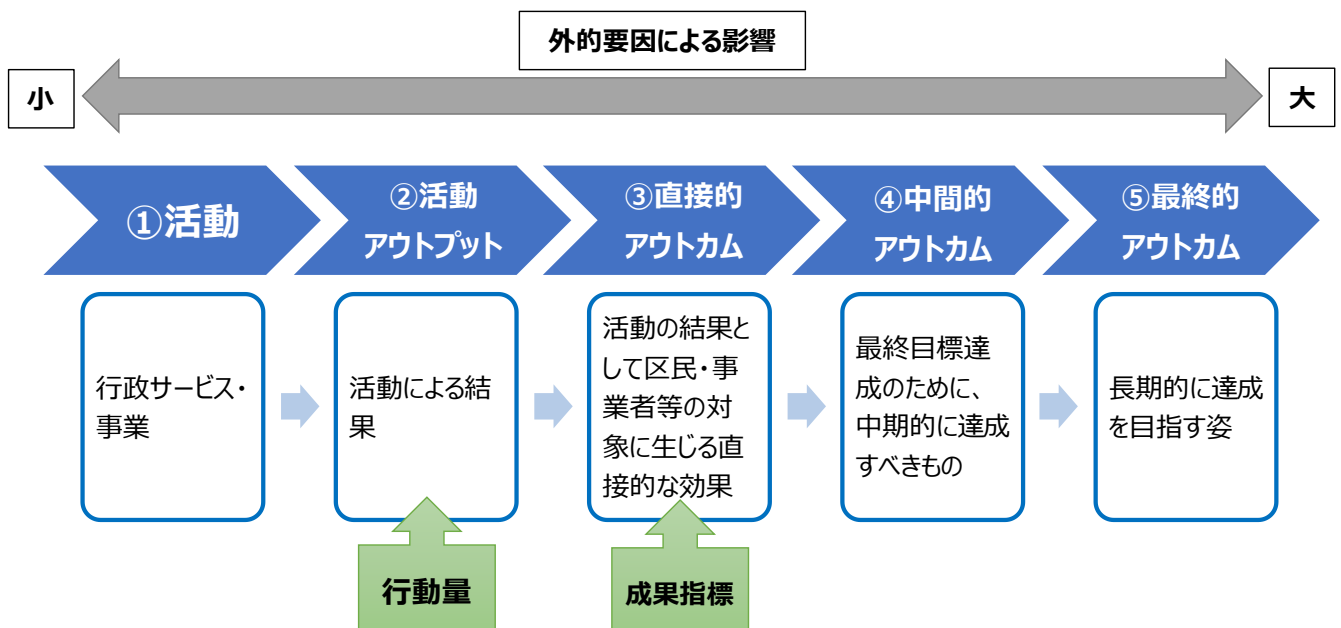 外的要因による影響
小
大
①活動
②活動
アウトプット
③直接的
アウトカム
④中間的
アウトカム
⑤最終的
アウトカム
行政サービス・
事業
活動による結
果
活動の結果と
して区民・事
業者等の対
象に生じる直
接的な効果
最終目標達
成のために、
中期的に達成
すべきもの
長期的に達成
を目指す姿
行動量
成果指標